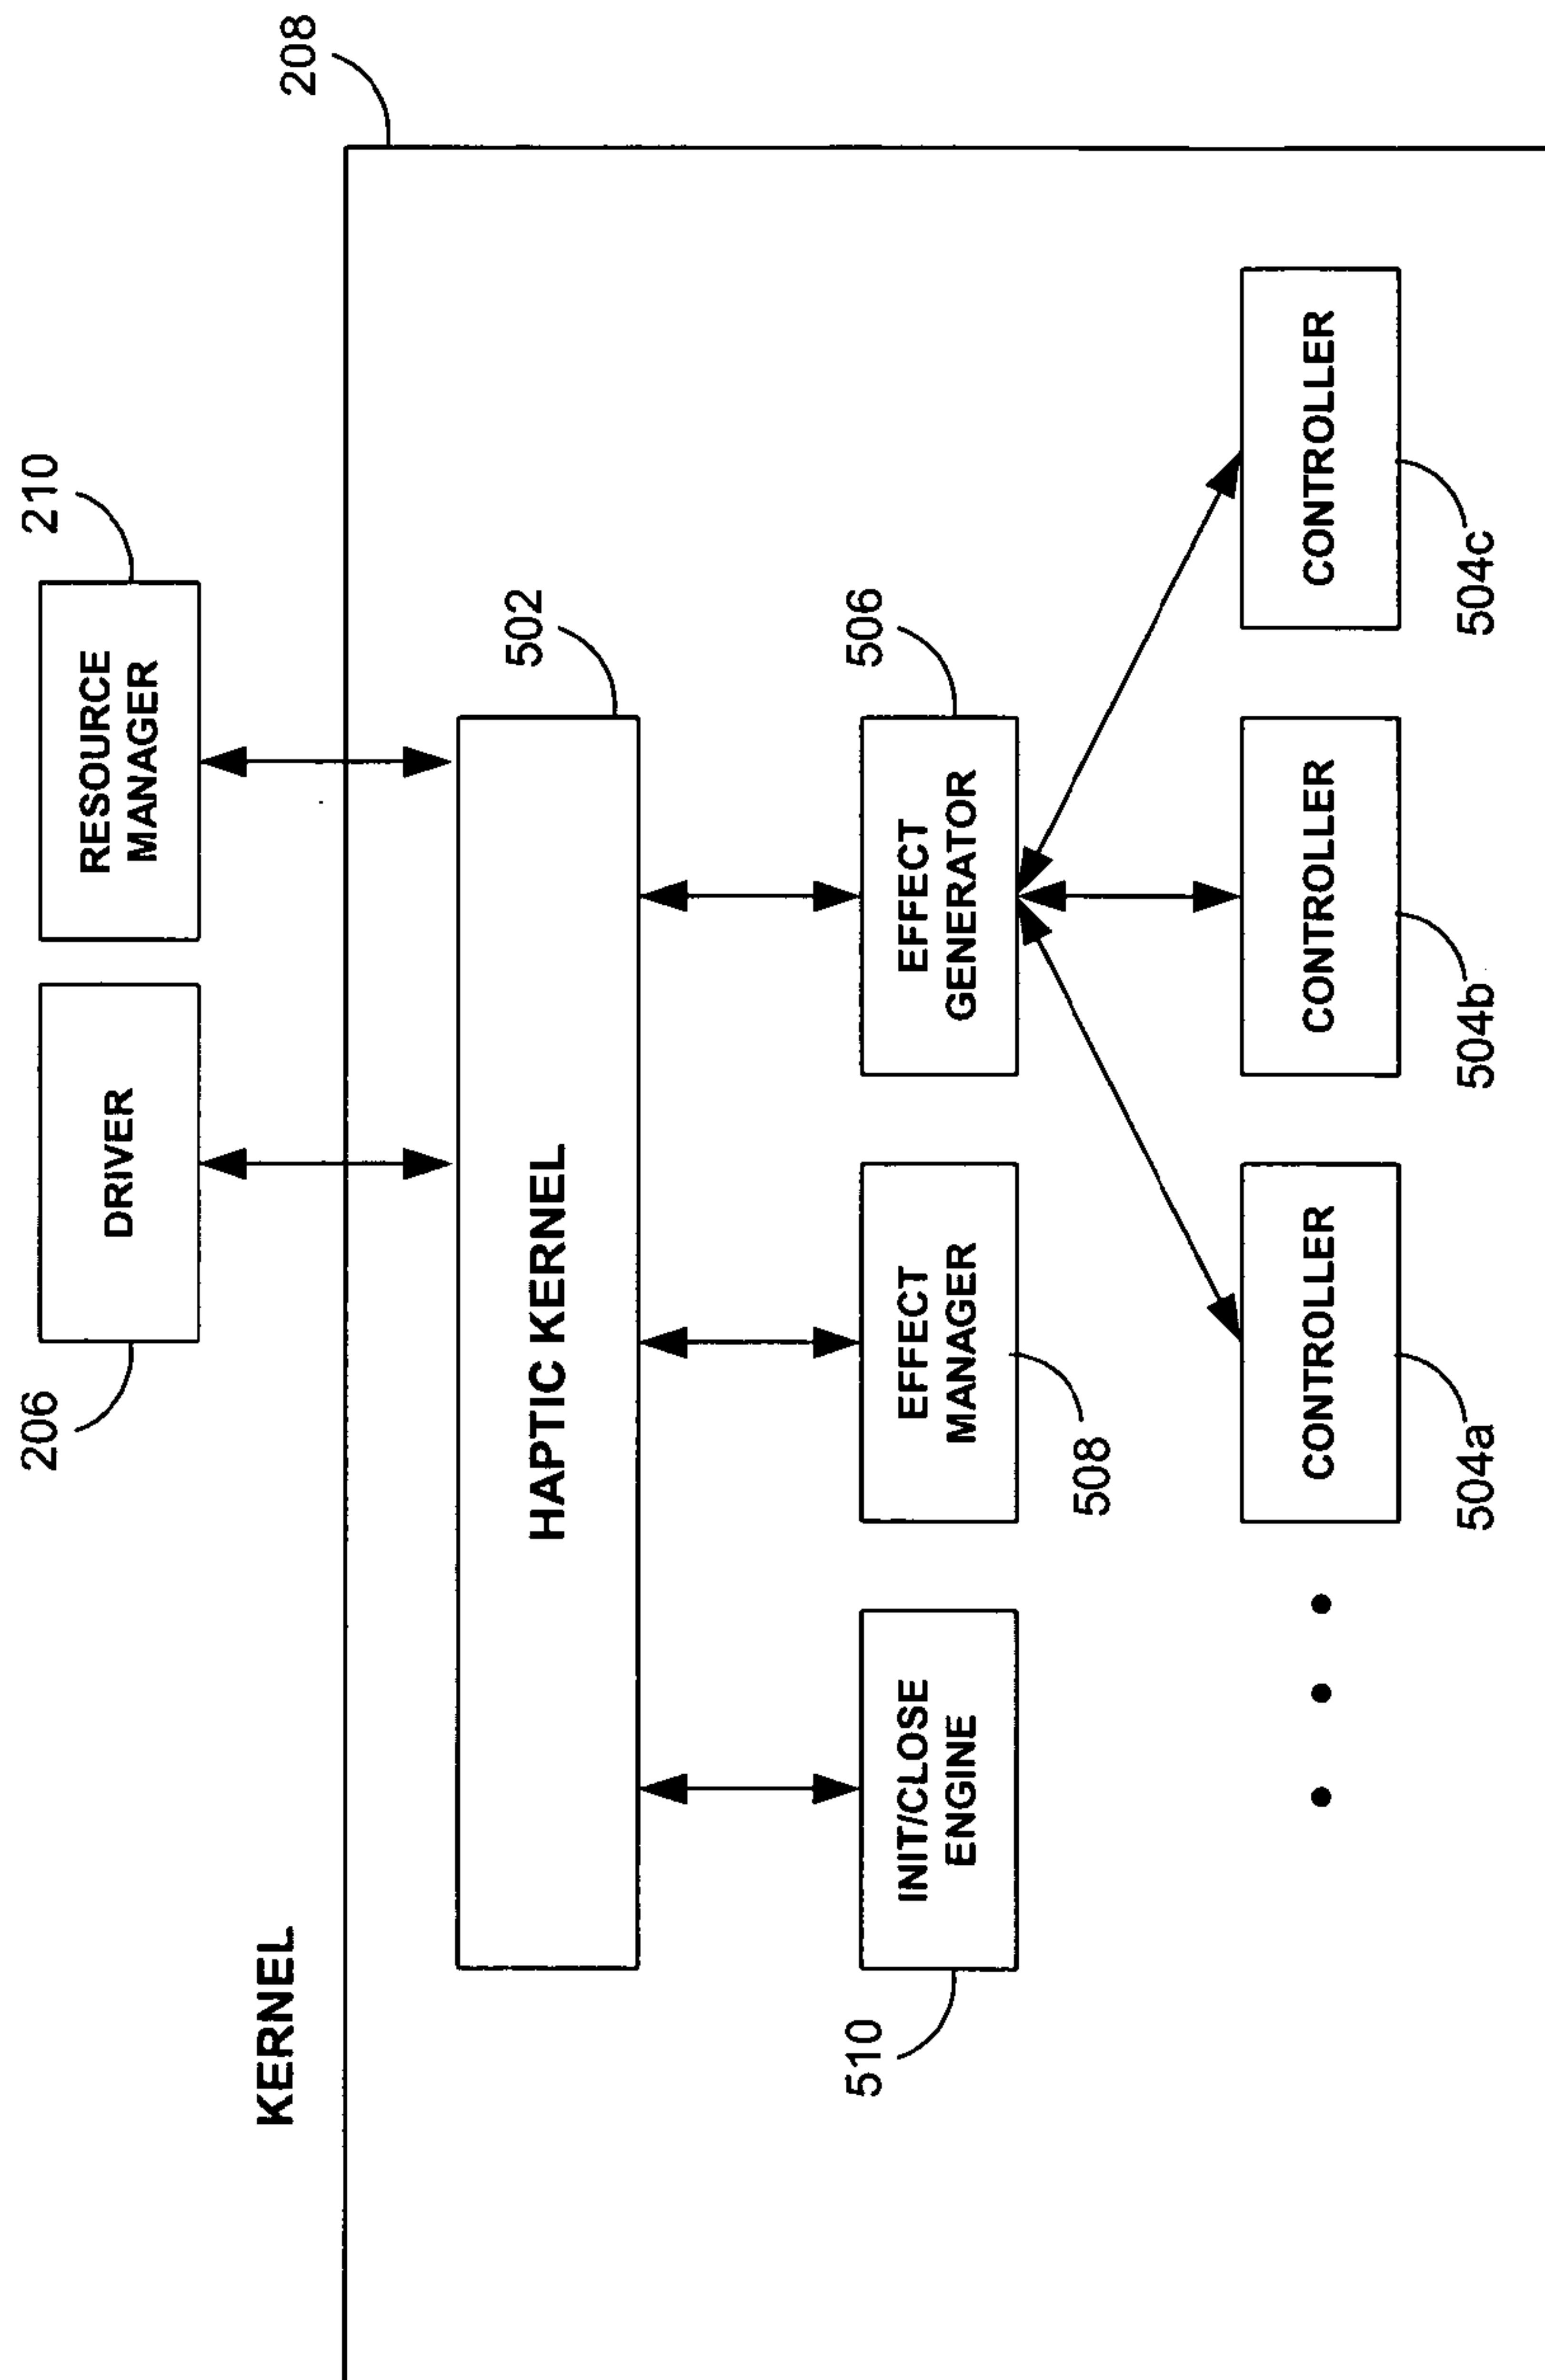 206
DRIVER
RESOURCE
MANAGER
210
KERNEL
208
HAPTIC KERNEL
502
510
INIT/CLOSE
ENGINE
EFFECT
MANAGER
508
EFFECT
GENERATOR
506
CONTROLLER
504a
CONTROLLER
504b
CONTROLLER
504c